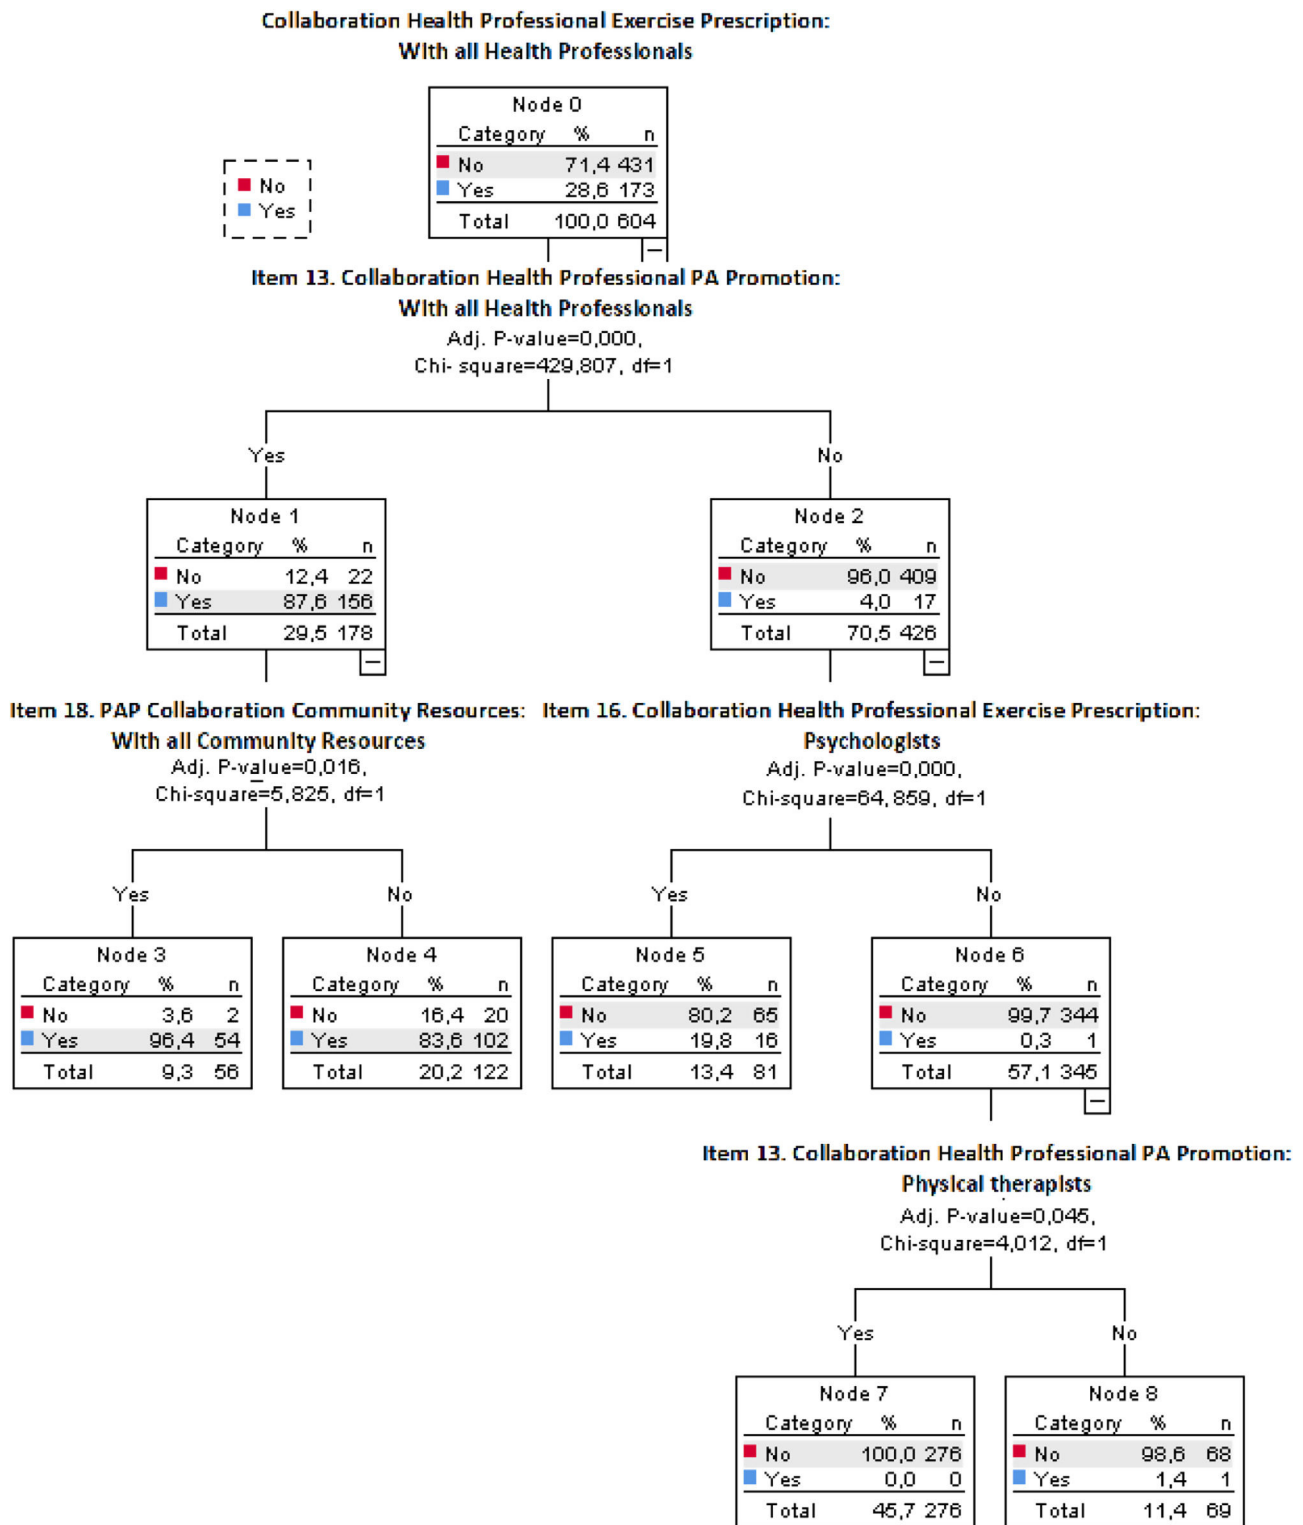 Collaboration Health Professional Exercise Prescription:
With all Health Professionals
Node 0
Category % n
No 71,4 431
Yes 28,6 173
Total 100,0 604
No
Yes
Item 13. Collaboration Health Professional PA Promotion:
With all Health Professionals
Adj. P-value=0,000,
Chi- square=429,807, df=1
Yes
No
Node 1
Category % n
No 12,4 22
Yes 87,6 156
Total 29,5 178
Node 2
Category % n
No 96,0 409
Yes 4,0 17
Total 70,5 426
Item 18. PAP Collaboration Community Resources:
With all Community Resources
Adj. P-value=0,016,
Chi-square=5,825, df=1
Item 16. Collaboration Health Professional Exercise Prescription:
Psychologists
Adj. P-value=0,000,
Chi-square=64,859, df=1
Yes
No
Yes
No
Node 3
Category % n
No 3,6 2
Yes 96,4 54
Total 9,3 56
Node 4
Category % n
No 16,4 20
Yes 83,6 102
Total 20,2 122
Node 5
Category % n
No 80,2 65
Yes 19,8 16
Total 13,4 81
Node 6
Category % n
No 99,7 344
Yes 0,3 1
Total 57,1 345
Item 13. Collaboration Health Professional PA Promotion:
Physical therapists
Adj. P-value=0,045,
Chi-square=4,012, df=1
Yes
No
Node 7
Category % n
No 100,0 276
Yes 0,0 0
Total 45,7 276
Node 8
Category % n
No 98,6 68
Yes 1,4 1
Total 11,4 69